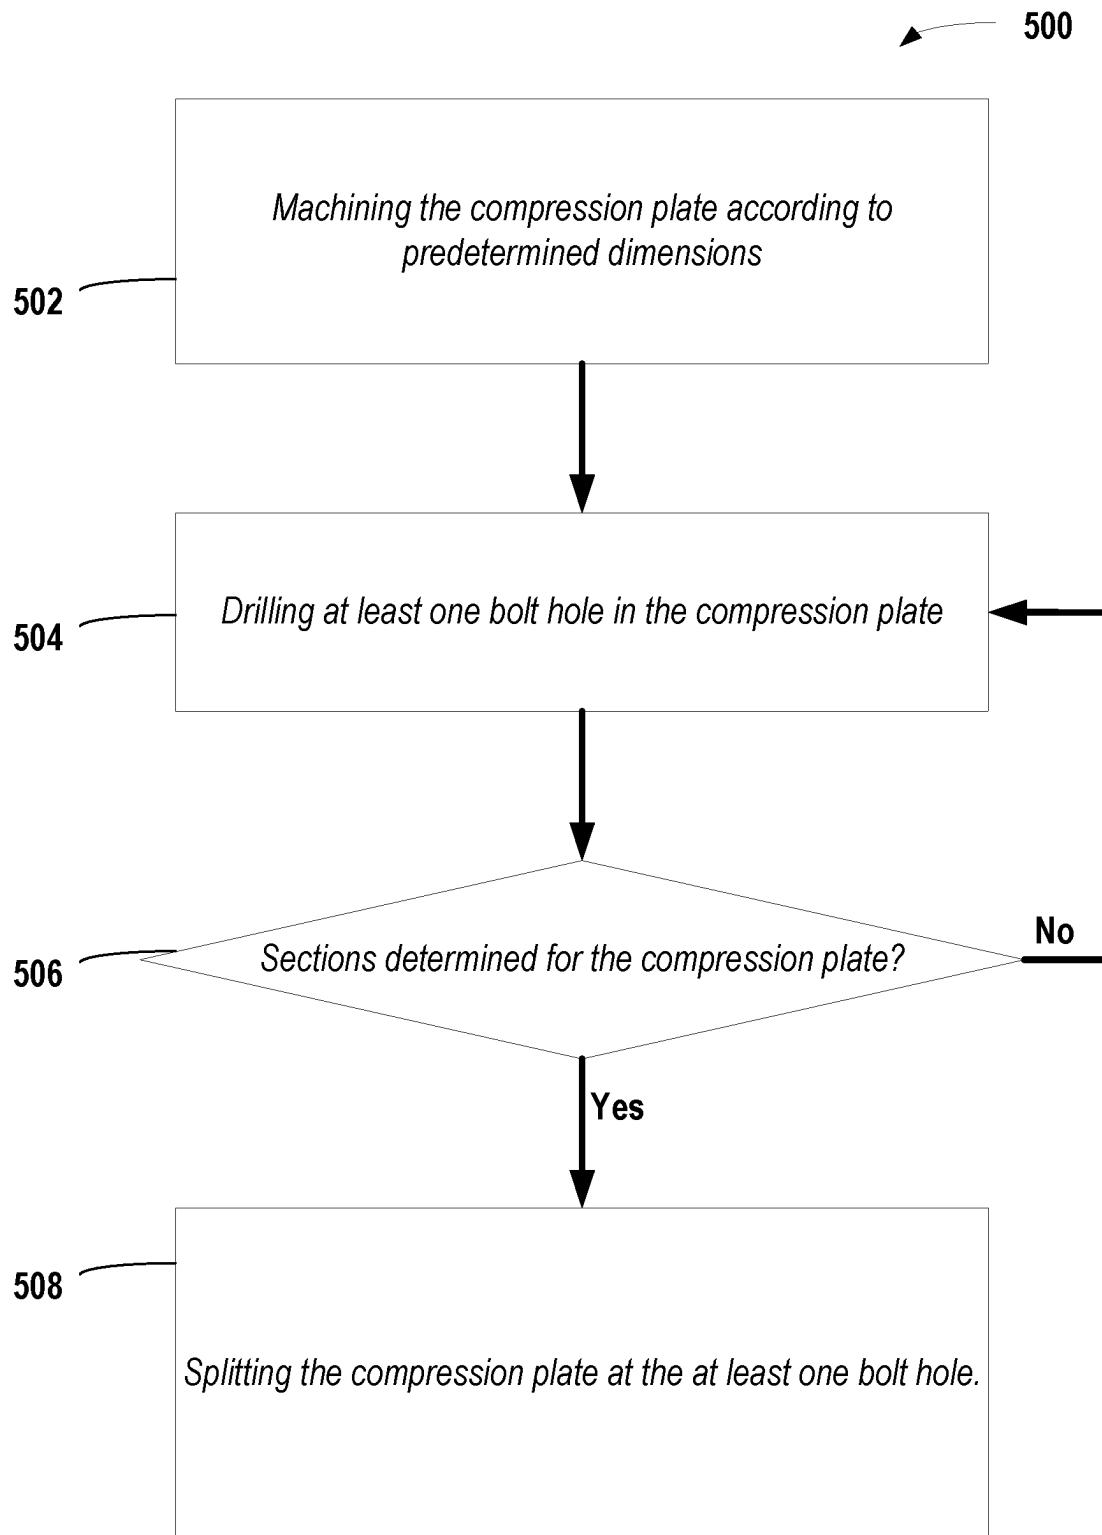 500
Machining the compression plate according to
predetermined dimensions
502
Drilling at least one bolt hole in the compression plate
504
Sections determined for the compression plate?
No
506
Yes
508
Splitting the compression plate at the at least one bolt hole.